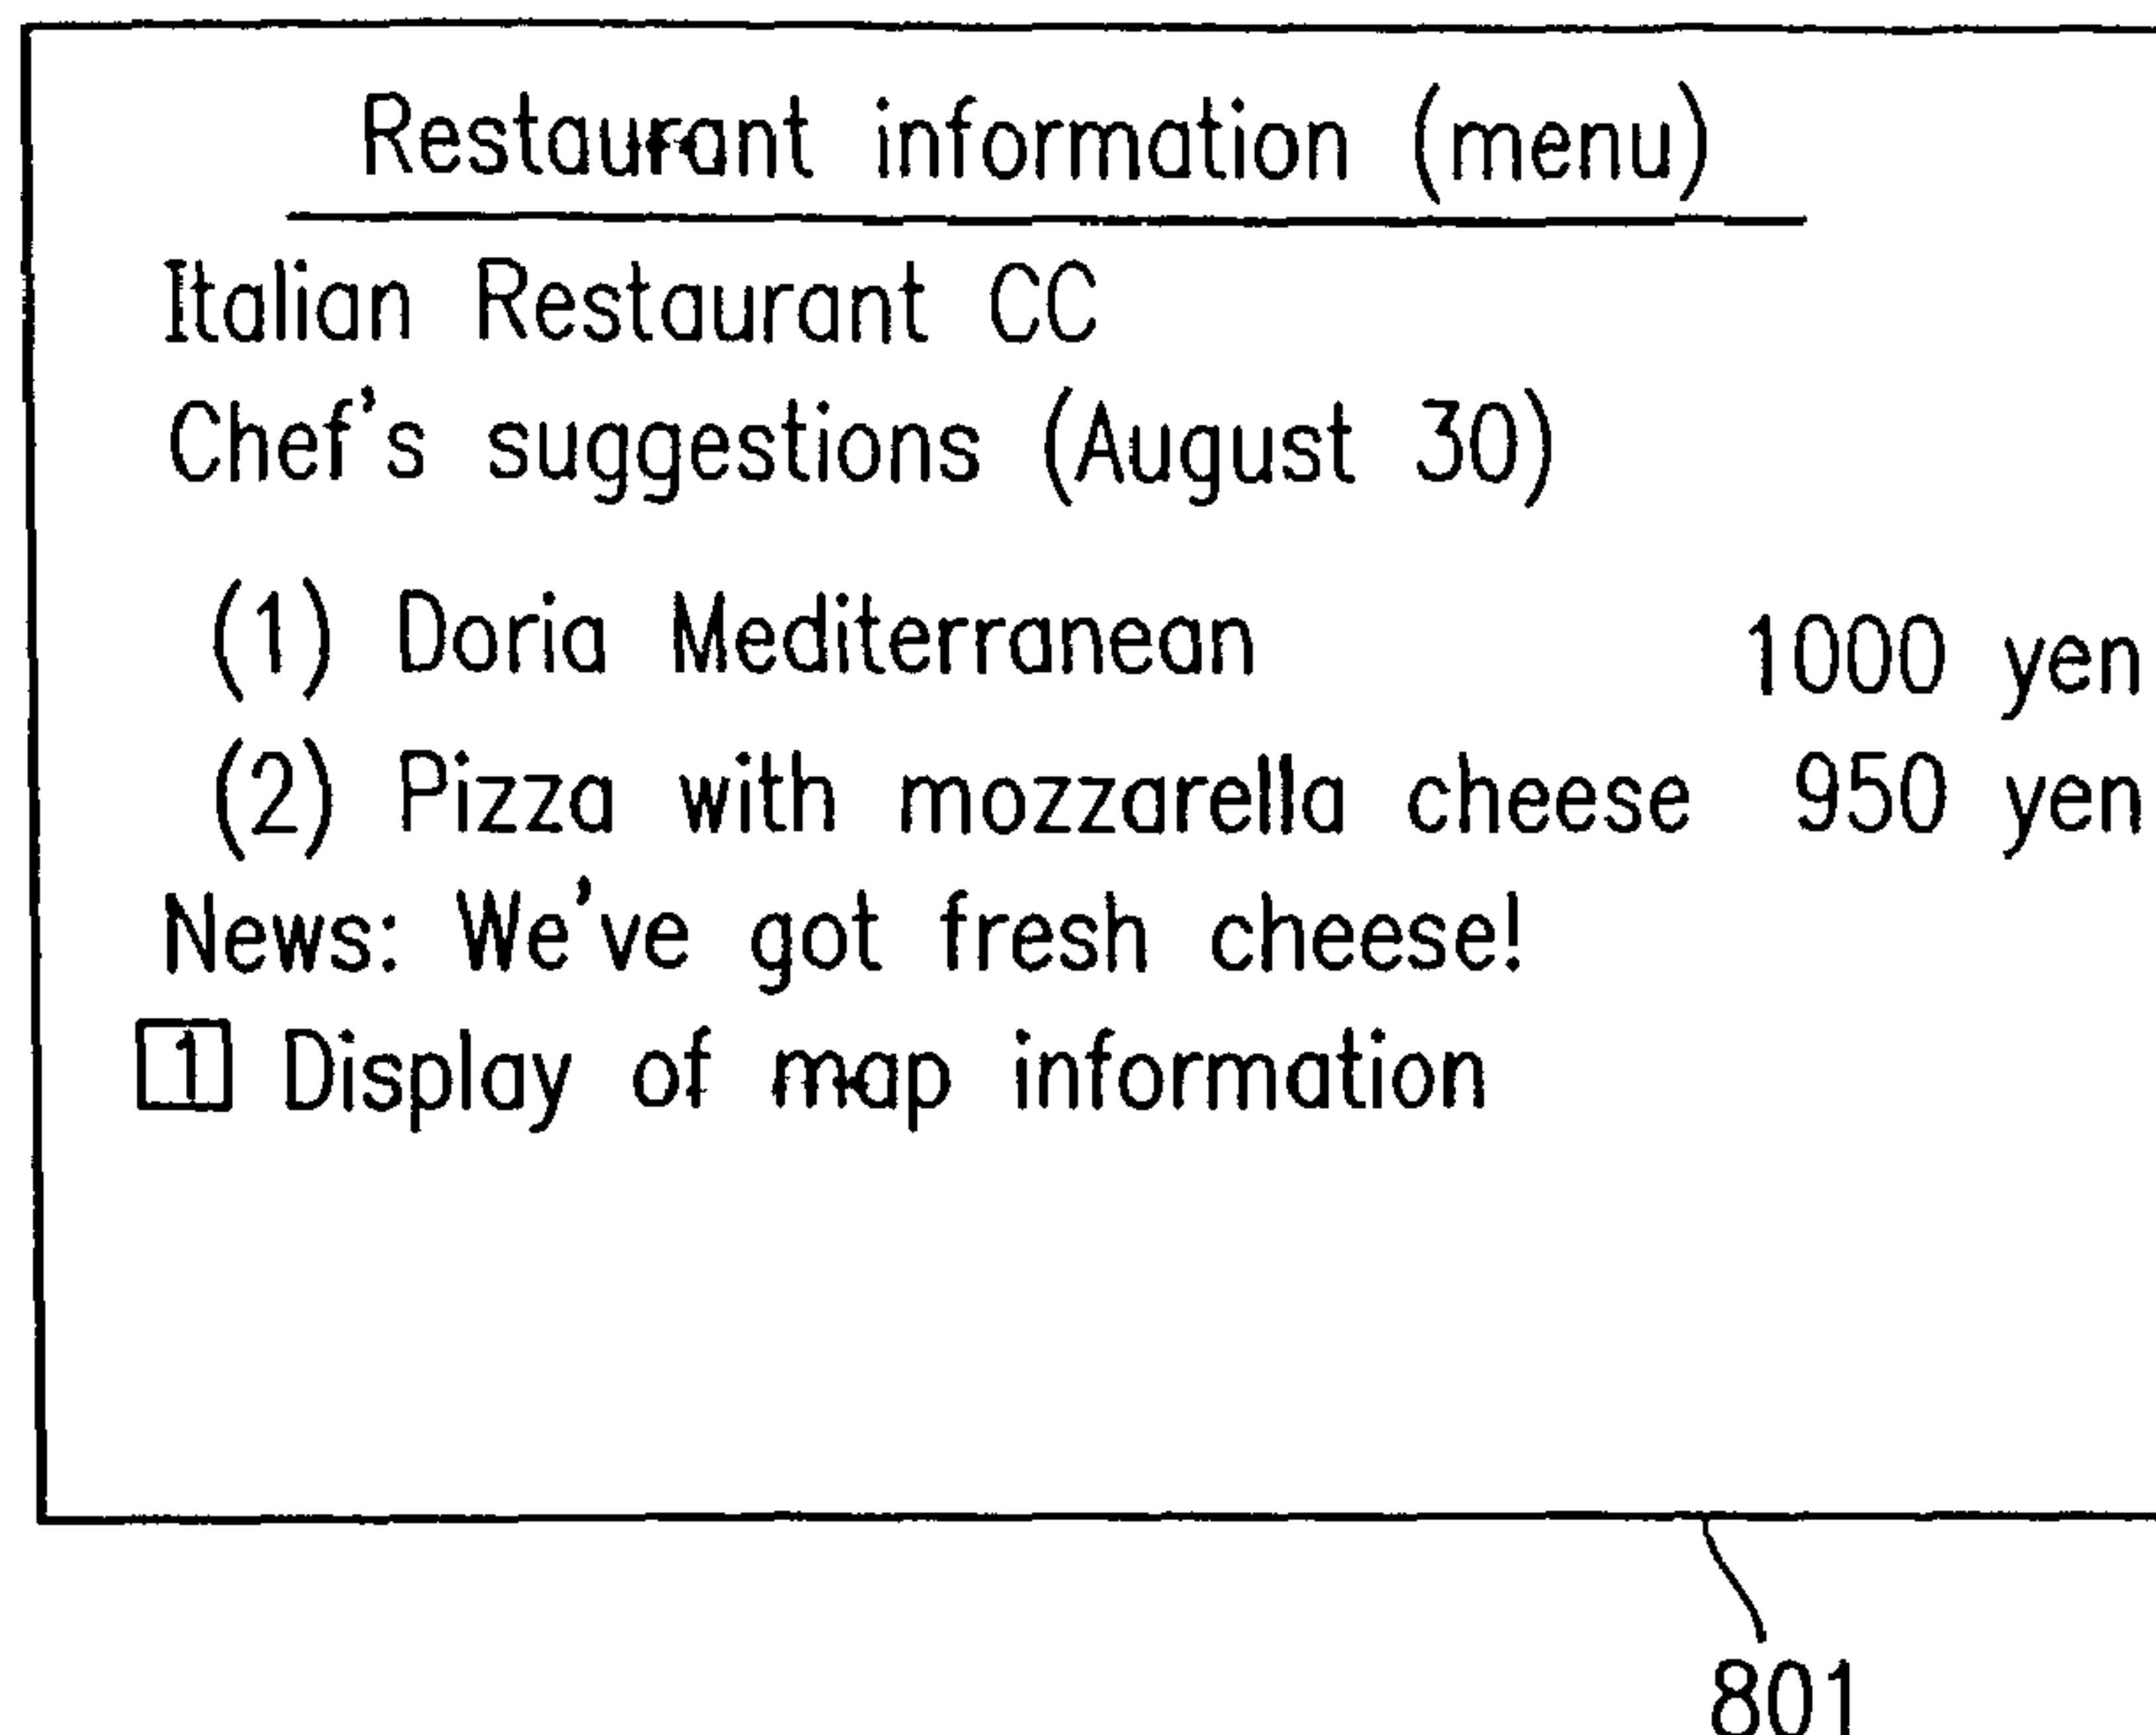 Restaurant information (menu)
Italian Restaurant CC
Chef's suggestions (August 30)
(1) Doria Mediterranean 1000 yen
(2) Pizza with mozzarella cheese 950 yen
News: We've got fresh cheese!
1 Display of map information
801